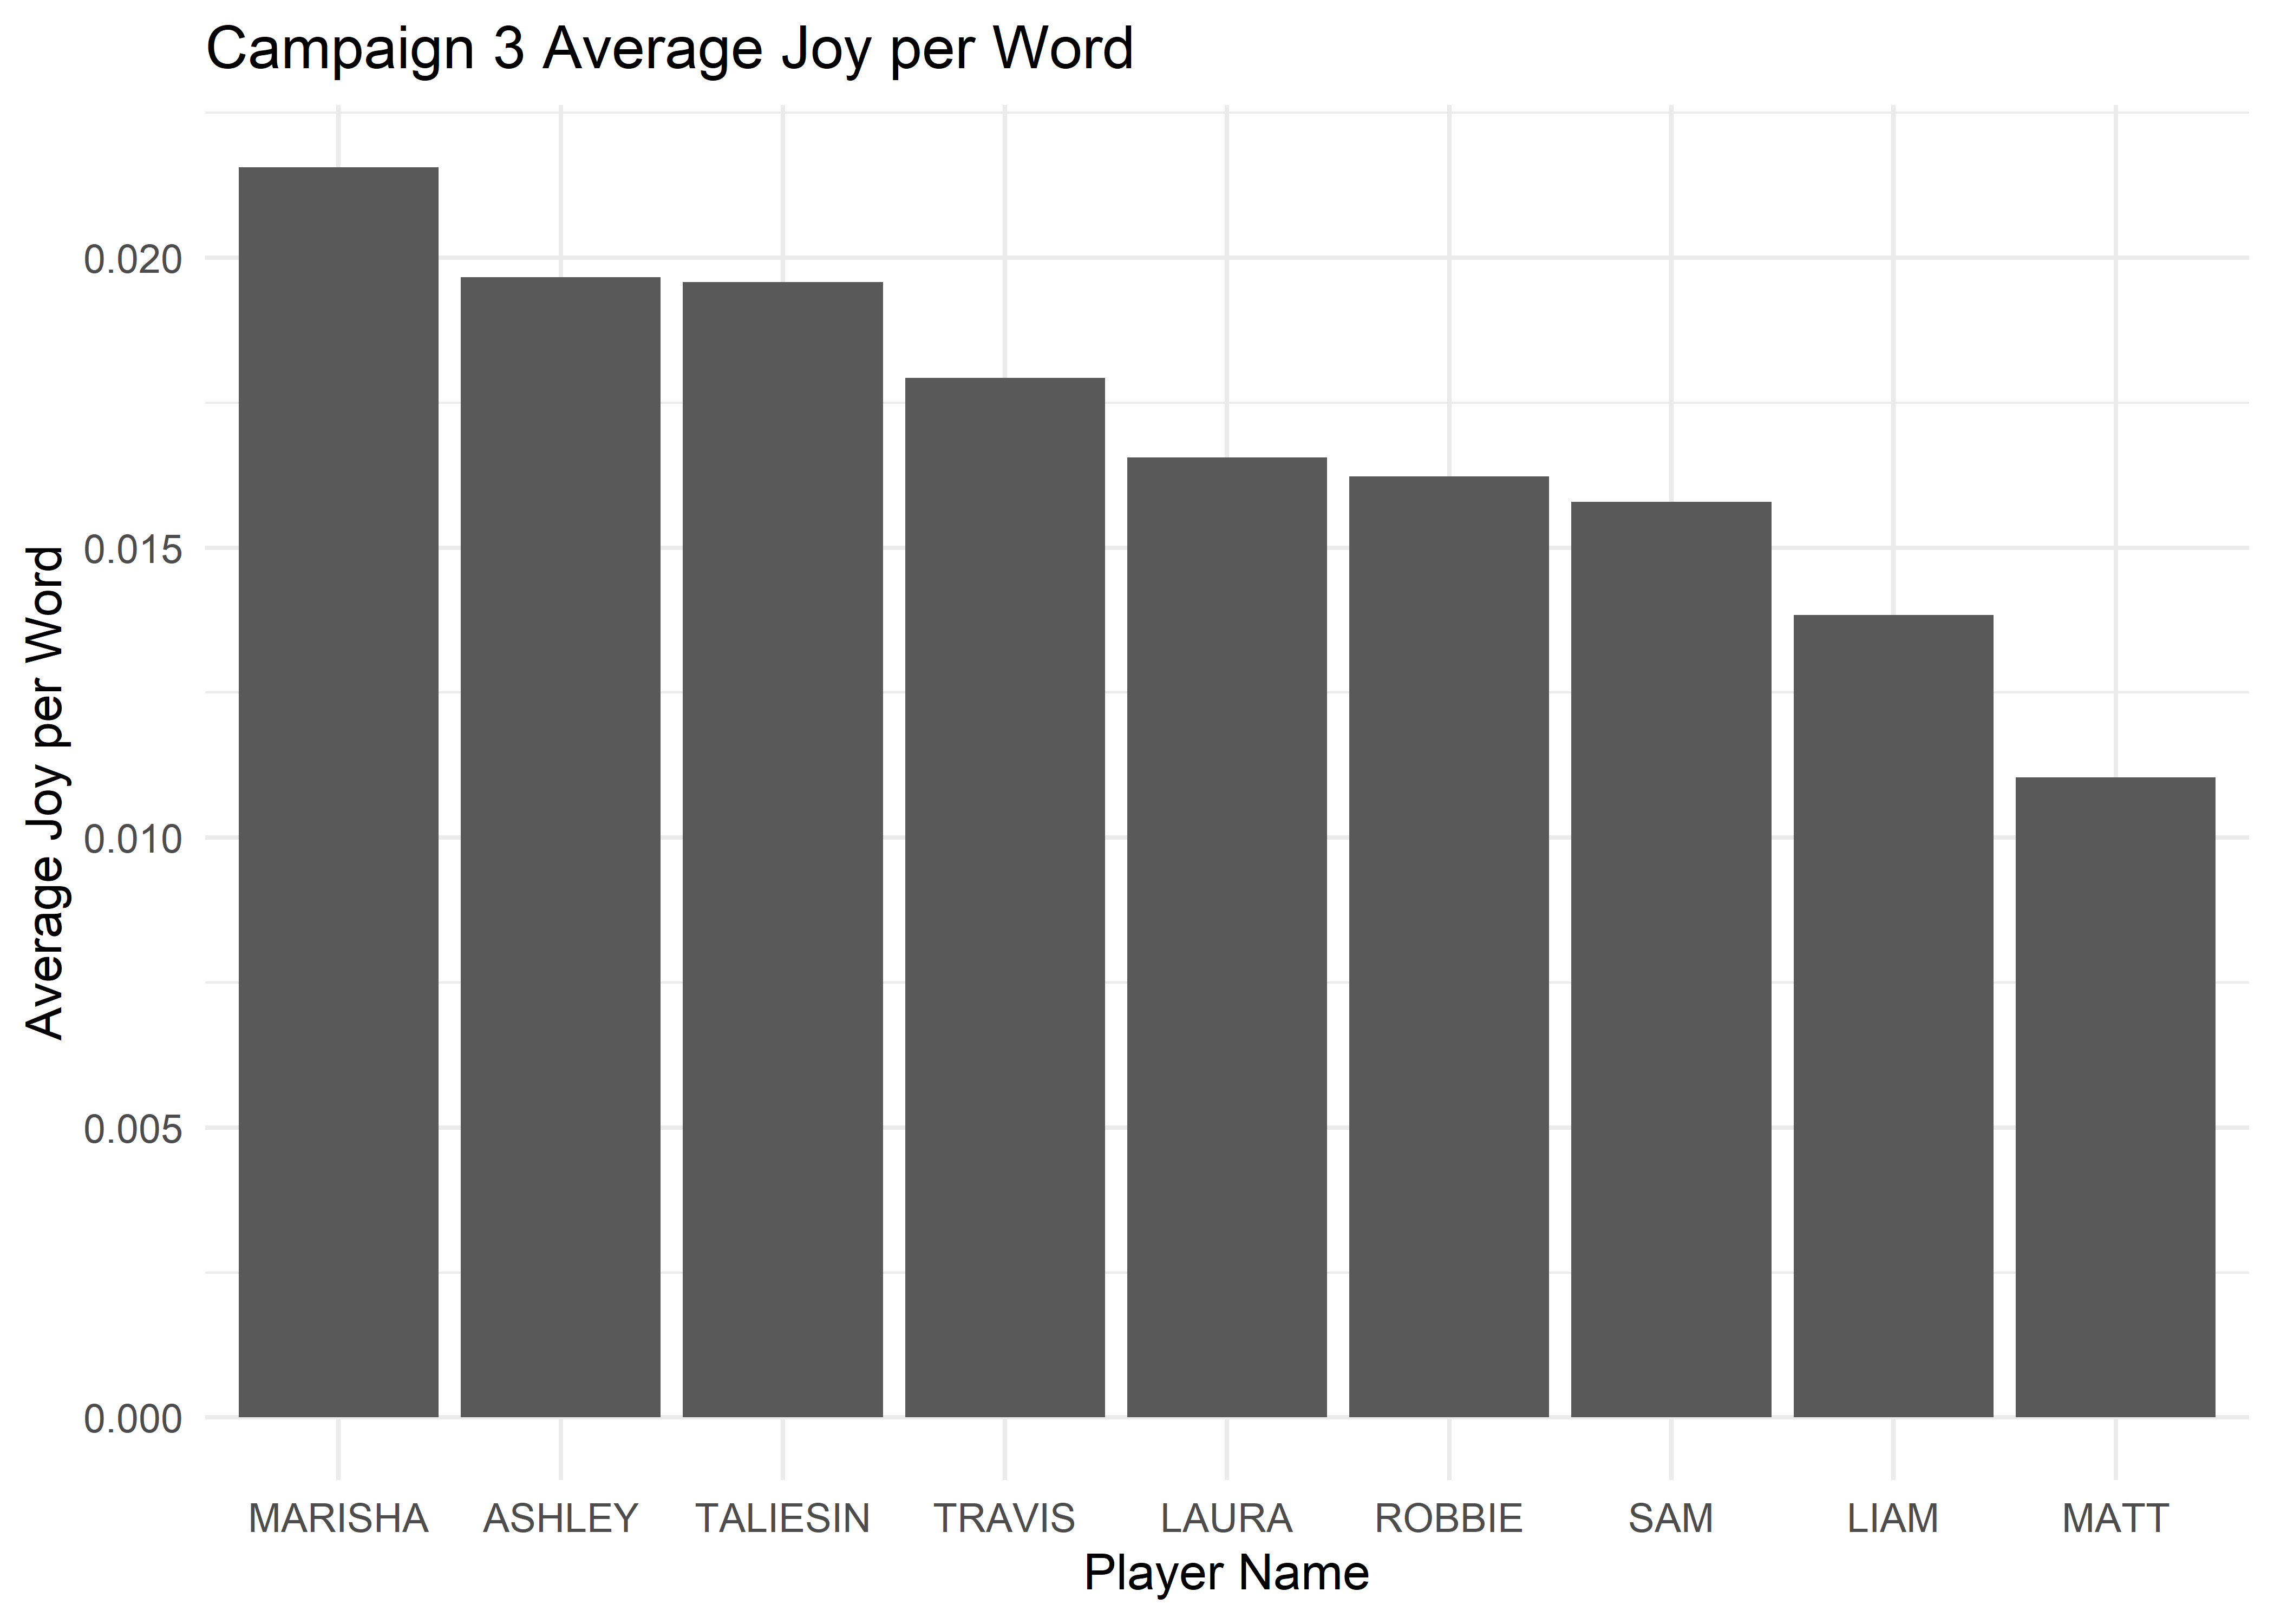 Campaign 3 Average Joy per Word
Average Joy per Word
0.020
0.015
0.010
0.005
0.000
MARISHA ASHLEY TALIESIN TRAVIS LAURA ROBBIE SAM LIAM MATT
Player Name